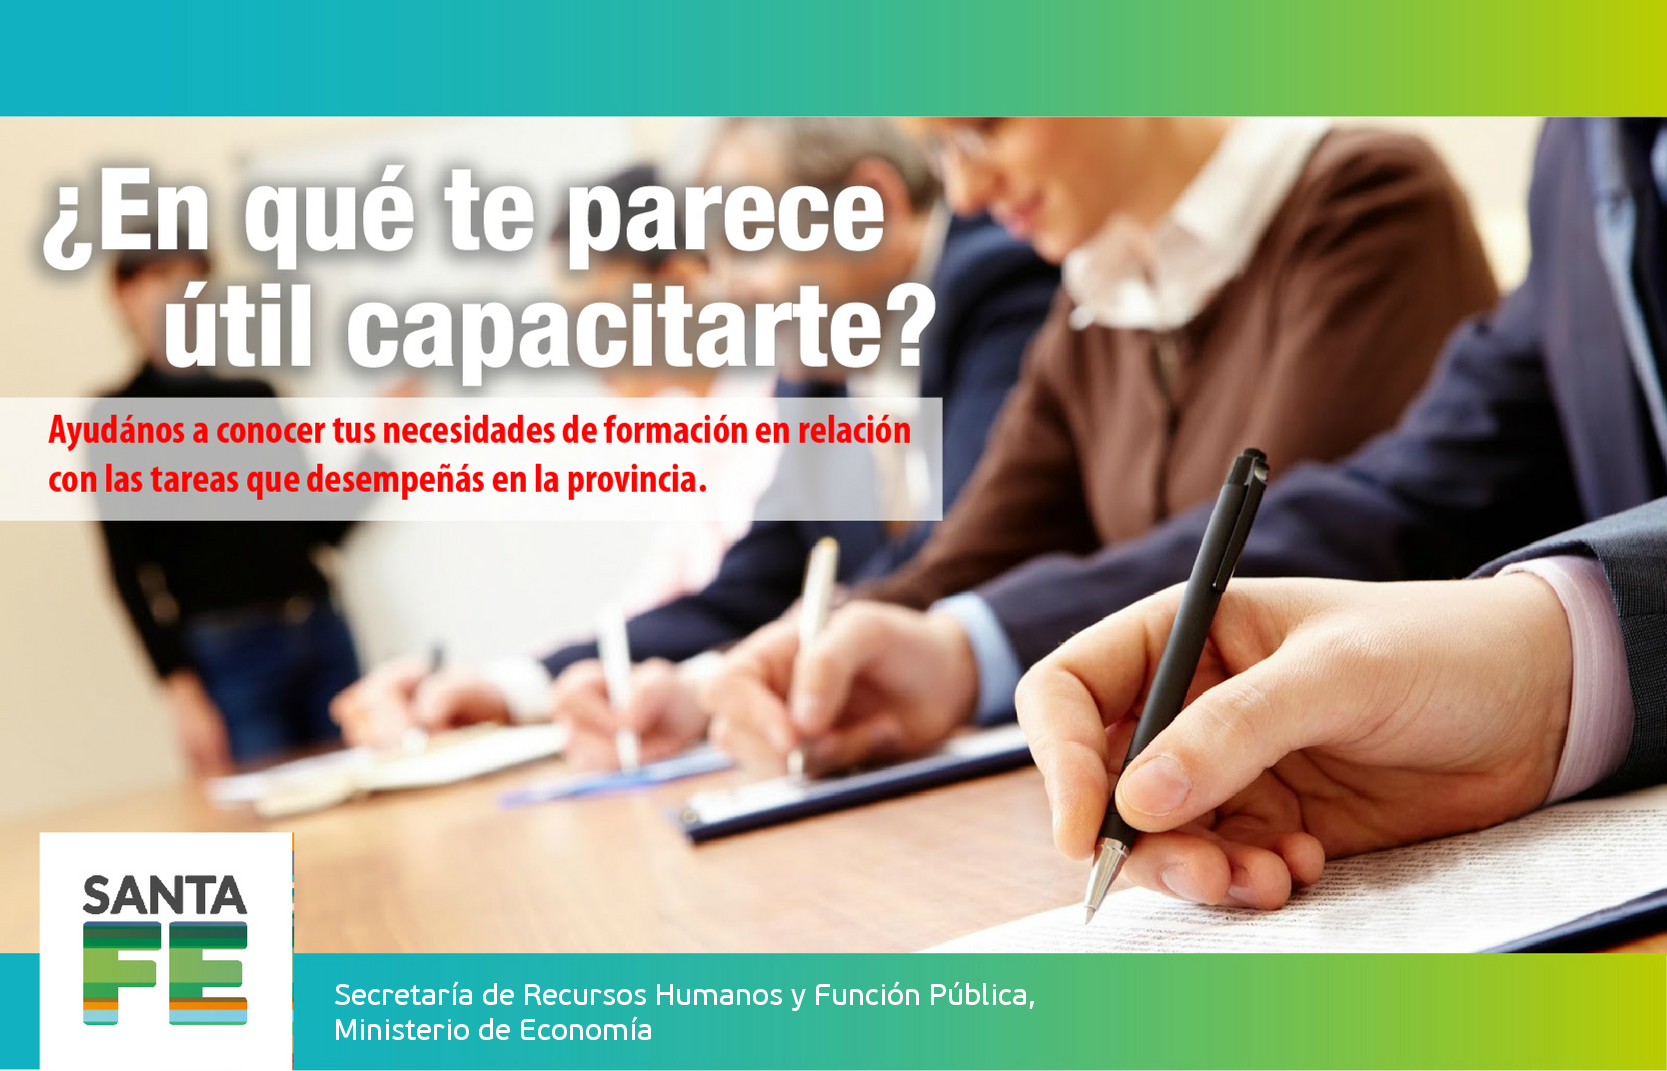 ¿En qué te parece
útil capacitarte?
Ayudános a conocer tus necesidades de formación en relación
con las tareas que desempeñás en la provincia.
SANTA
FE
Secretaría de Recursos Humanos y Función Pública,
Ministerio de Economía